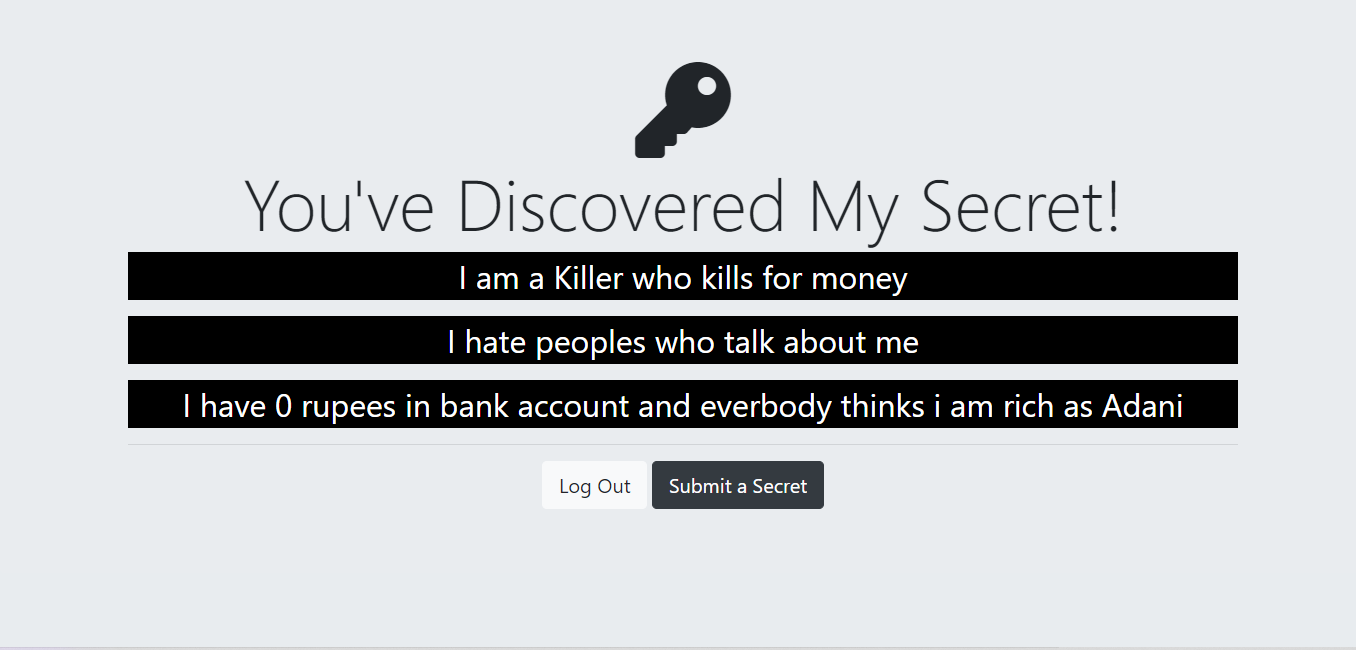 You've Discovered My Secret!
I am a Killer who kills for money
I hate peoples who talk about me
I have 0 rupees in bank account and everbody thinks i am rich as Adani
Log Out
Submit a Secret